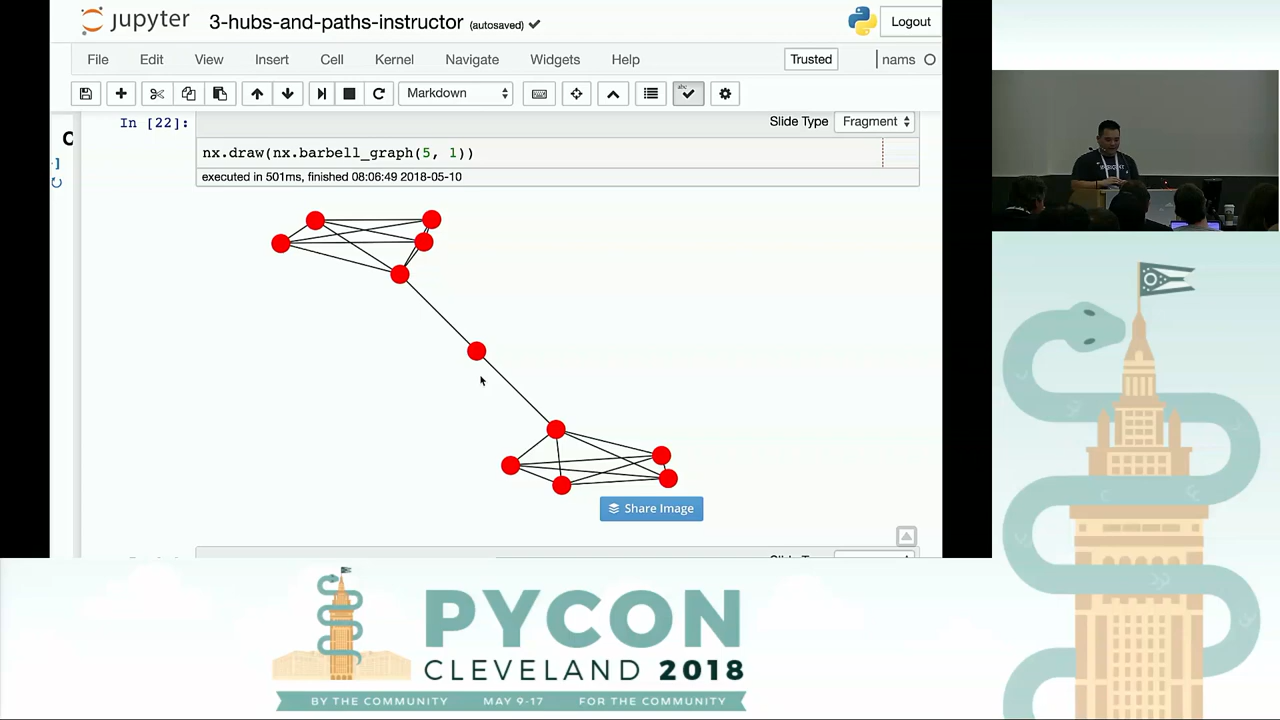 jupyter 3-hubs-and-paths-instructor (autosaved)
Logout
File Edit View Insert Cell Kernel Navigate Widgets Help
Trusted
nams
Markdown
abc
In [22]:
Slide Type Fragment
nx.draw(nx.barbell_graph(5, 1))
executed in 501ms, finished 08:06:49 2018-05-10
Share Image
PYCON
CLEVELAND 2018
BY THE COMMUNITY MAY 9-17 FOR THE COMMUNITY